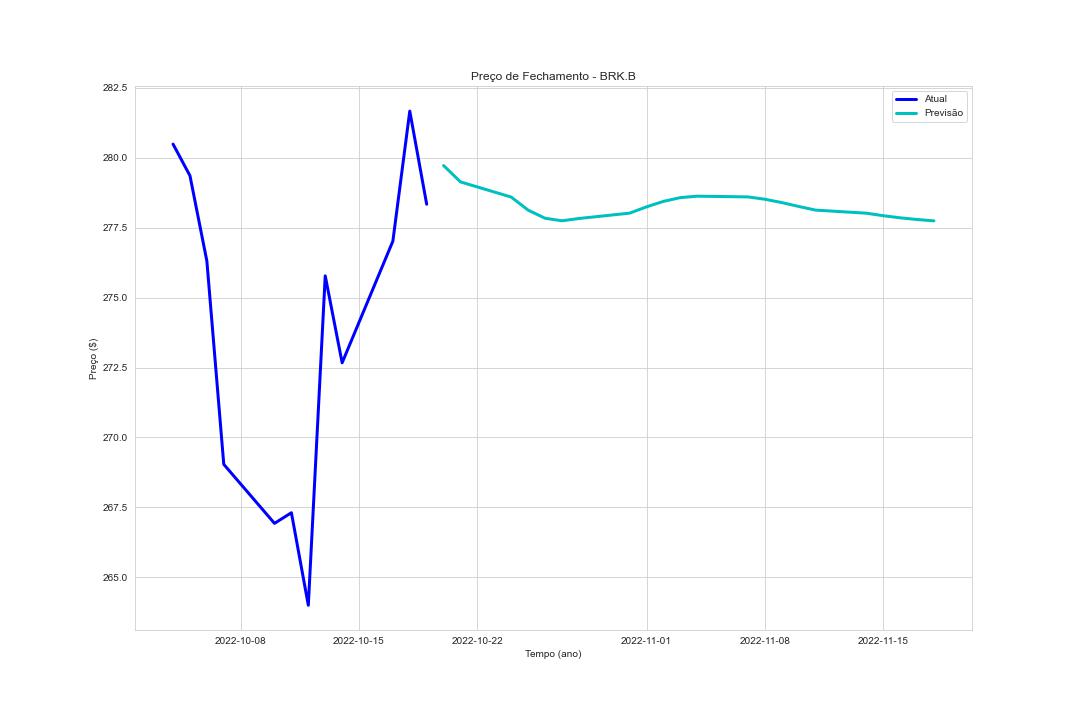 Preço de Fechamento - BRK.B
282.5
280.0
277.5
275.0
272.5
270.0
267.5
265.0
Preço ($)
Atual
Previsão
2022-10-08
2022-10-15
2022-10-22
2022-11-01
2022-11-08
2022-11-15
Tempo (ano)